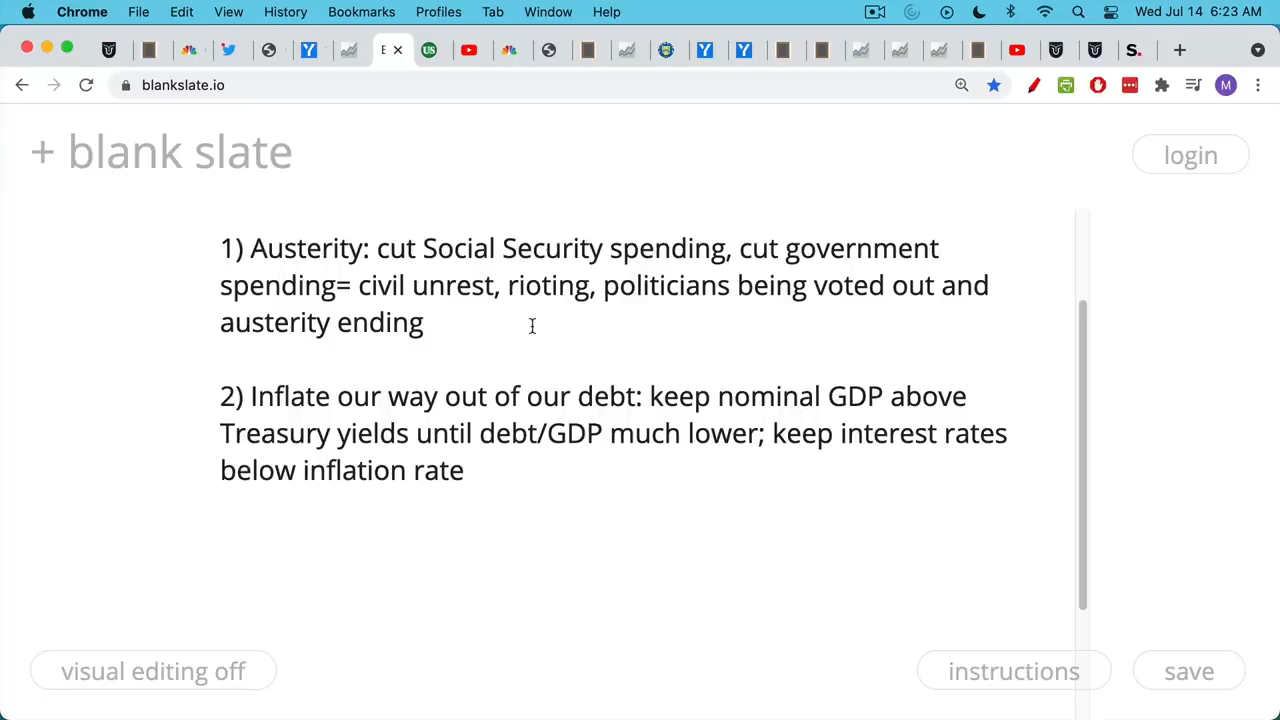 Chrome File Edit View History Bookmarks Profiles Tab Window Help Wed Jul 14 6:23 AM
blankslate.io
+ blank slate
login
1) Austerity: cut Social Security spending, cut government
spending= civil unrest, rioting, politicians being voted out and
austerity ending
2) Inflate our way out of our debt: keep nominal GDP above
Treasury yields until debt/GDP much lower; keep interest rates
below inflation rate
visual editing off
instructions
save